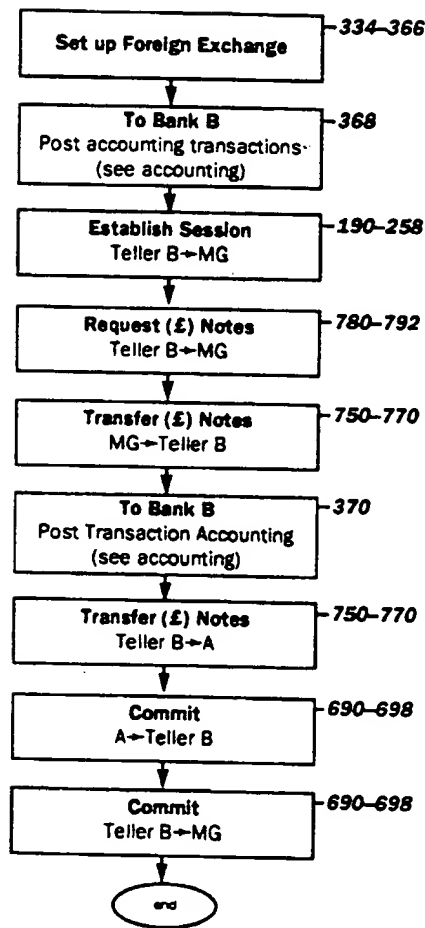 Set up Foreign Exchange
334–366
To Bank B
368
Post accounting transactions
(see accounting)
Establish Session
190–258
Teller B→MG
Request (£) Notes
780–792
Teller B→MG
Transfer (£) Notes
750–770
MG→Teller B
To Bank B
370
Post Transaction Accounting
(see accounting)
Transfer (£) Notes
750–770
Teller B→A
Commit
690–698
A→Teller B
Commit
690–698
Teller B→MG
end